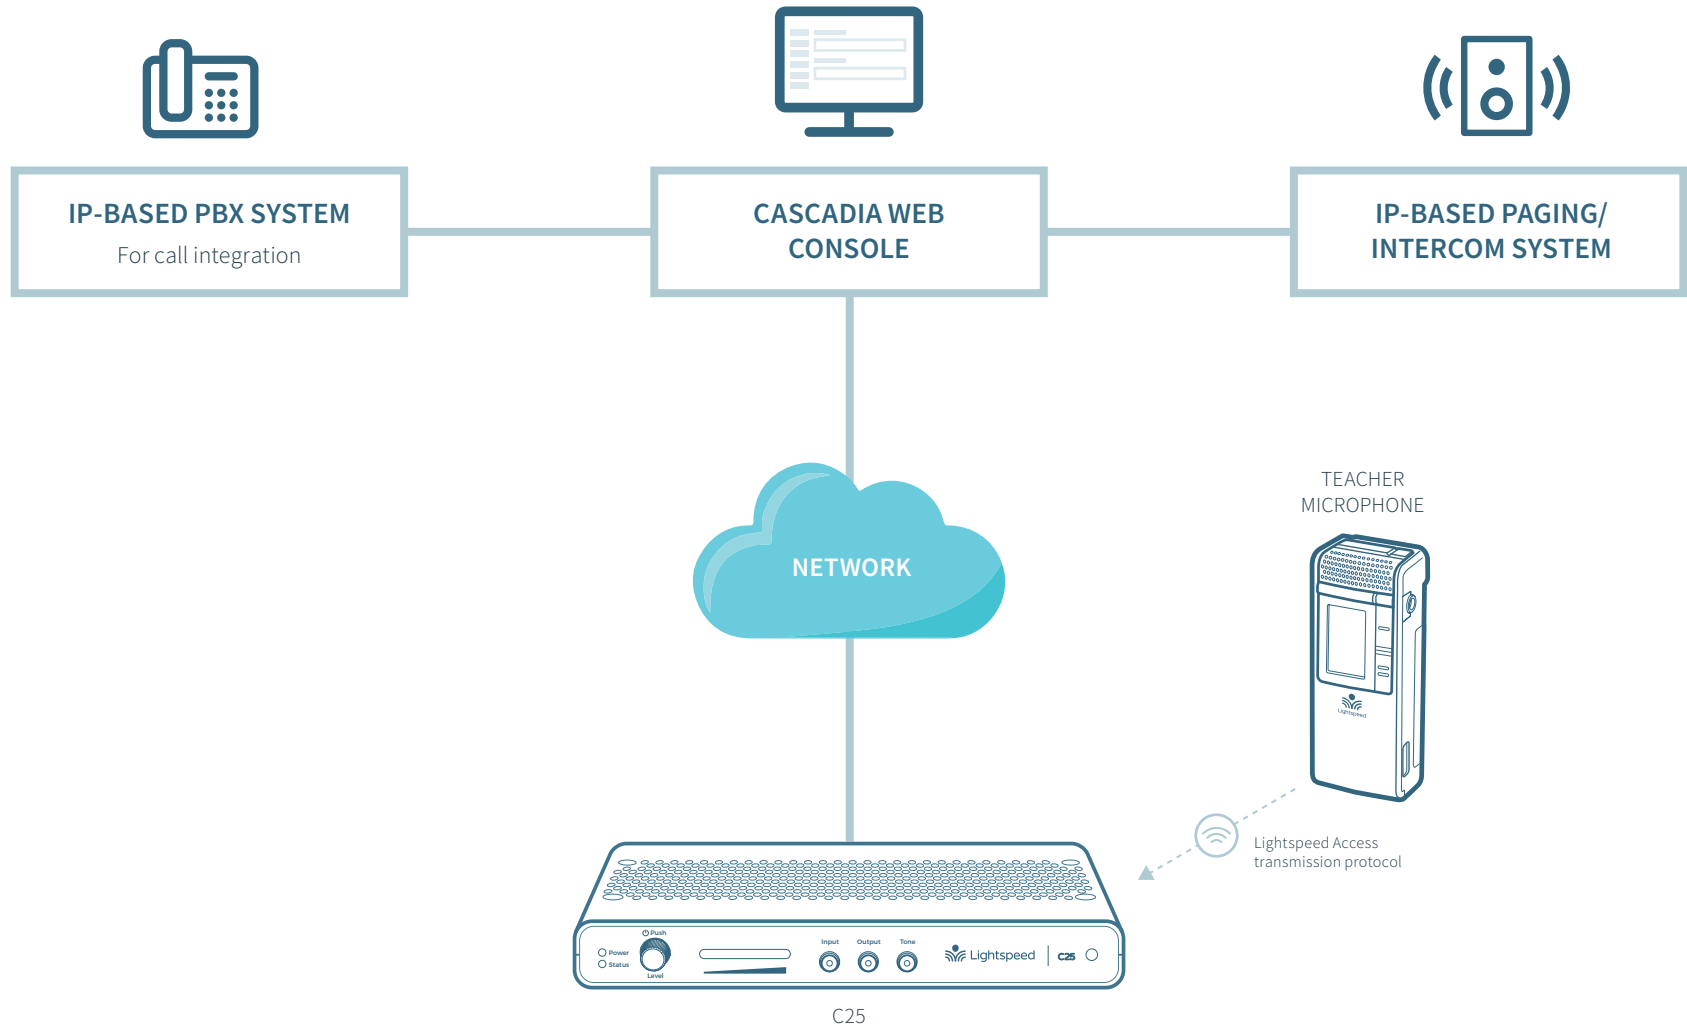 IP-BASED PBX SYSTEM
For call integration
CASCADIA WEB
CONSOLE
IP-BASED PAGING/
INTERCOM SYSTEM
NETWORK
TEACHER
MICROPHONE
Lightspeed
Lightspeed Access
transmission protocol
Push
Power
Status
Level
Input
Output
Tone
Lightspeed
C25
C25